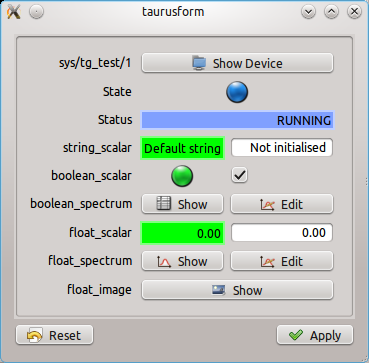 taurusform
sys/tg_test/1 Show Device
State
Status RUNNING
string_scalar Default string Not initialised
boolean_scalar
boolean_spectrum Show Edit
float_scalar 0.00 0.00
float_spectrum Show Edit
float_image Show
Reset Apply